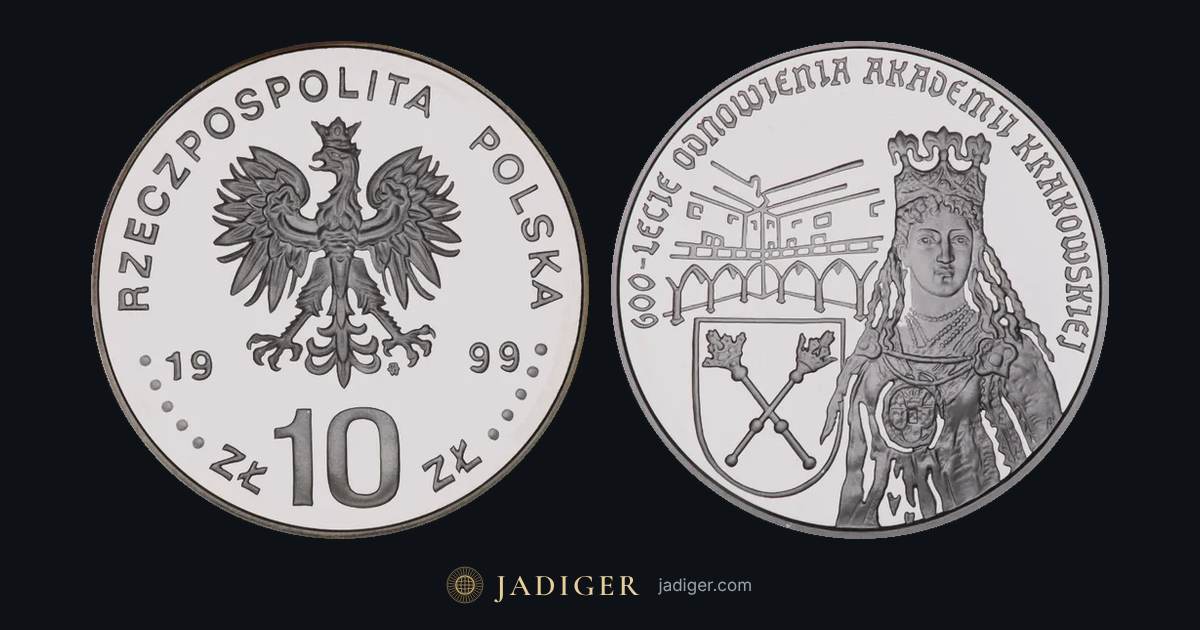 RZECZPOSPOLITA POLSKA
19 99
ZŁ 10 ZŁ
600-LECIE ODNOWIENIA AKADEMII KRAKOWSKIEJ
JADIGER jadiger.com